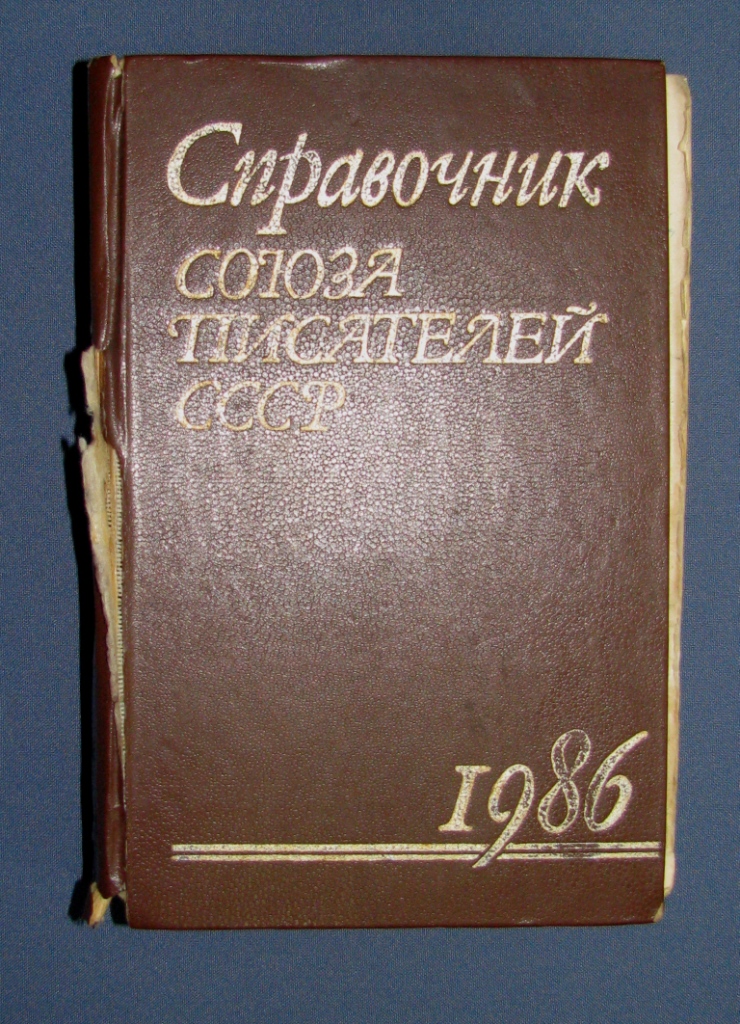 Справочник
СОЮЗА
ПИСАТЕЛЕЙ
СССР
1986